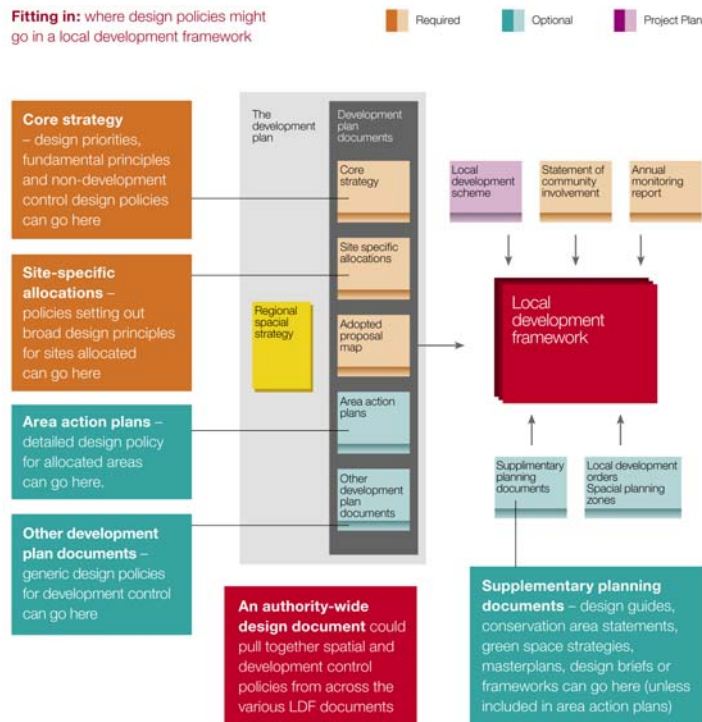 Fitting in: where design policies might
go in a local development framework
Required
Optional
Project Plan
Core strategy
– design priorities,
fundamental principles
and non-development
control design policies
can go here
Site-specific
allocations –
policies setting out
broad design principles
for sites allocated
can go here
Area action plans –
detailed design policy
for allocated areas
can go here.
Other development
plan documents –
generic design policies
for development control
can go here
The
development
plan
Regional
spacial
strategy
Development
plan
documents
Core
strategy
Site specific
allocations
Adopted
proposal
map
Area action
plans
Other
development
plan
documents
Local
development
scheme
Statement of
community
involvement
Annual
monitoring
report
Local
development
framework
Supplimentary
planning
documents
Local development
orders
Spacial planning
zones
An authority-wide
design document could
pull together spatial and
development control
policies from across the
various LDF documents
Supplementary planning
documents – design guides,
conservation area statements,
green space strategies,
masterplans, design briefs or
frameworks can go here (unless
included in area action plans)